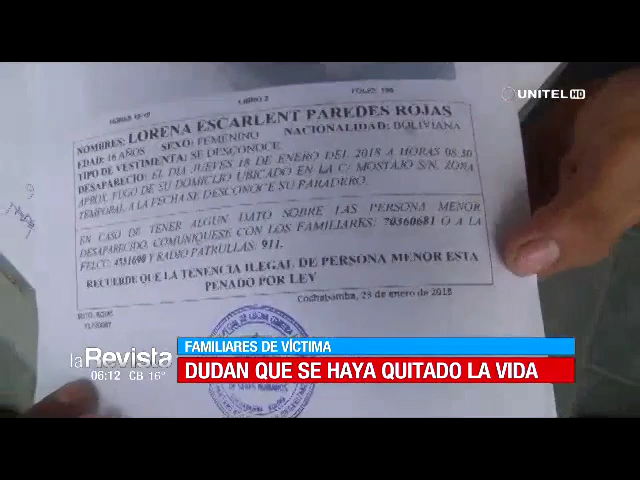 LIBRO 2
UNITEL HD
NOMBRES: LORENA ESCARLENT PAREDES ROJAS
EDAD: 16 AÑOS SEXO: FEMENINO NACIONALIDAD: BOLIVIANA
TIPO DE VESTIMENTA: SE DESCONOCE.
DESAPARECIO: EL DIA JUEVES 18 DE ENERO DEL 2018 A HORAS 08:30
APROX. FUGO DE SU DOMICILIO UBICADO EN LA C/ MOSTAJO S/N, ZONA
TEMPORAL, A LA FECHA SE DESCONOCE SU PARADERO.
EN CASO DE TENER ALGUN DATO SOBRE LAS PERSONA MENOR
DESAPARECIDO, COMUNIQUESE CON LOS FAMILIARES: 70360681 O A LA
FELCC: Y RADIO PATRULLAS: 911.
RECUERDE QUE LA TENENCIA ILEGAL DE PERSONA MENOR ESTA
PENADO POR LEY
Cochabamba, 23 de enero de 2018
la Revista
06:12 CB 16°
FAMILIARES DE VÍCTIMA
DUDAN QUE SE HAYA QUITADO LA VIDA